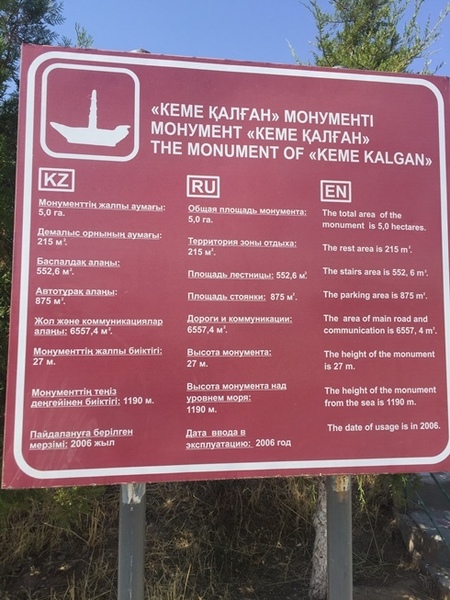 «КЕМЕ ҚАЛҒАН» МОНУМЕНТІ
МОНУМЕНТ «КЕМЕ ҚАЛҒАН»
THE MONUMENT OF «KEME KALGAN»
KZ
Монументтің жалпы аумағы:
5,0 га.
Демалыс орнының аумағы:
215 м².
Баспалдақ алаңы:
552,6 м².
Автотұрақ алаңы:
875 м².
Жол және коммуникациялар
алаңы: 6557,4 м².
Монументтің жалпы биіктігі:
27 м.
Монументтің теңіз
деңгейінен биіктігі: 1190 м.
Пайдалануға берілген
мерзімі: 2006 жыл
RU
Общая площадь монумента:
5,0 га.
Территория зоны отдыха:
215 м².
Площадь лестницы: 552,6 м².
Площадь стоянки: 875 м².
Дороги и коммуникации:
6557,4 м².
Высота монумента:
27 м.
Высота монумента над
уровнем моря:
1190 м.
Дата ввода в
эксплуатацию: 2006 год
EN
The total area of the
monument is 5,0 hectares.
The rest area is 215 m².
The stairs area is 552, 6 m².
The parking area is 875 m².
The area of main road and
communication is 6557, 4 m².
The height of the monument
is 27 m.
The height of the monument
from the sea is 1190 m.
The date of usage is in 2006.